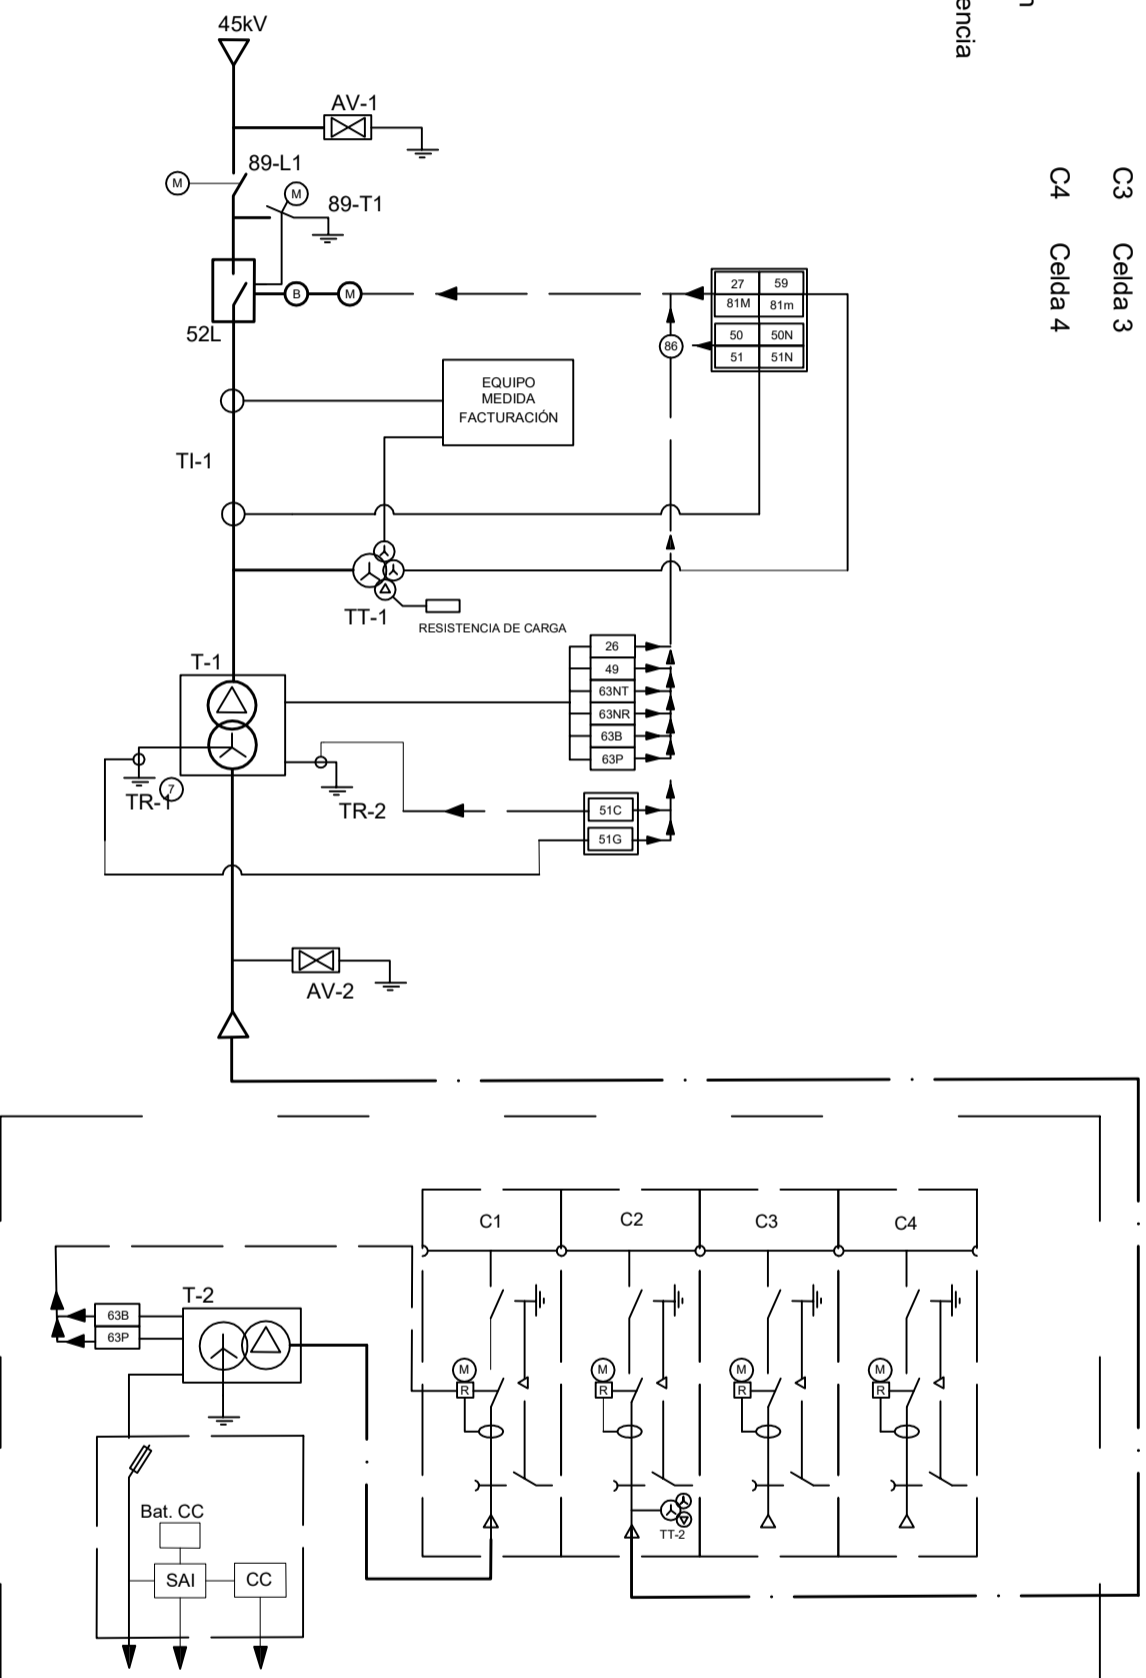 encia
C3 Celda 3
C4 Celda 4
45kV
AV-1
89-L1
M
M
89-T1
B
M
52L
27
59
81M
81m
50
50N
51
51N
86
EQUIPO
MEDIDA
FACTURACIÓN
TI-1
TT-1
RESISTENCIA DE CARGA
T-1
26
49
63NT
63NR
63B
63P
TR-1
7
TR-2
51C
51G
AV-2
C1
C2
C3
C4
T-2
63B
63P
M
R
M
R
M
R
M
R
TT-2
Bat. CC
SAI
CC